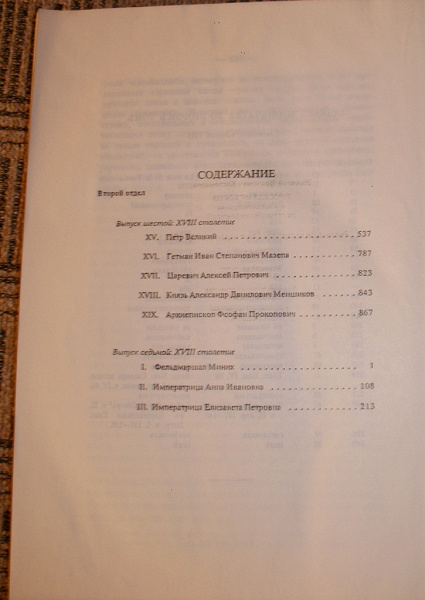 СОДЕРЖАНИЕ
Второй отдел
Выпуск шестой: XVIII столетие
XV. Петр Великий . . . . . . . . . . . . . . . . . . . . . . . . 537
XVI. Гетман Иван Степанович Мазепа . . . . . . . . . . . 787
XVII. Царевич Алексей Петрович . . . . . . . . . . . . . . . 823
XVIII. Князь Александр Данилович Меншиков . . . . . . 843
XIX. Архиепископ Феофан Прокопович . . . . . . . . . . 867
Выпуск седьмой: XVIII столетие
I. Фельдмаршал Миних . . . . . . . . . . . . . . . . . . . . 1
II. Императрица Анна Ивановна . . . . . . . . . . . . . . 108
III. Императрица Елизавета Петровна . . . . . . . . . . 213